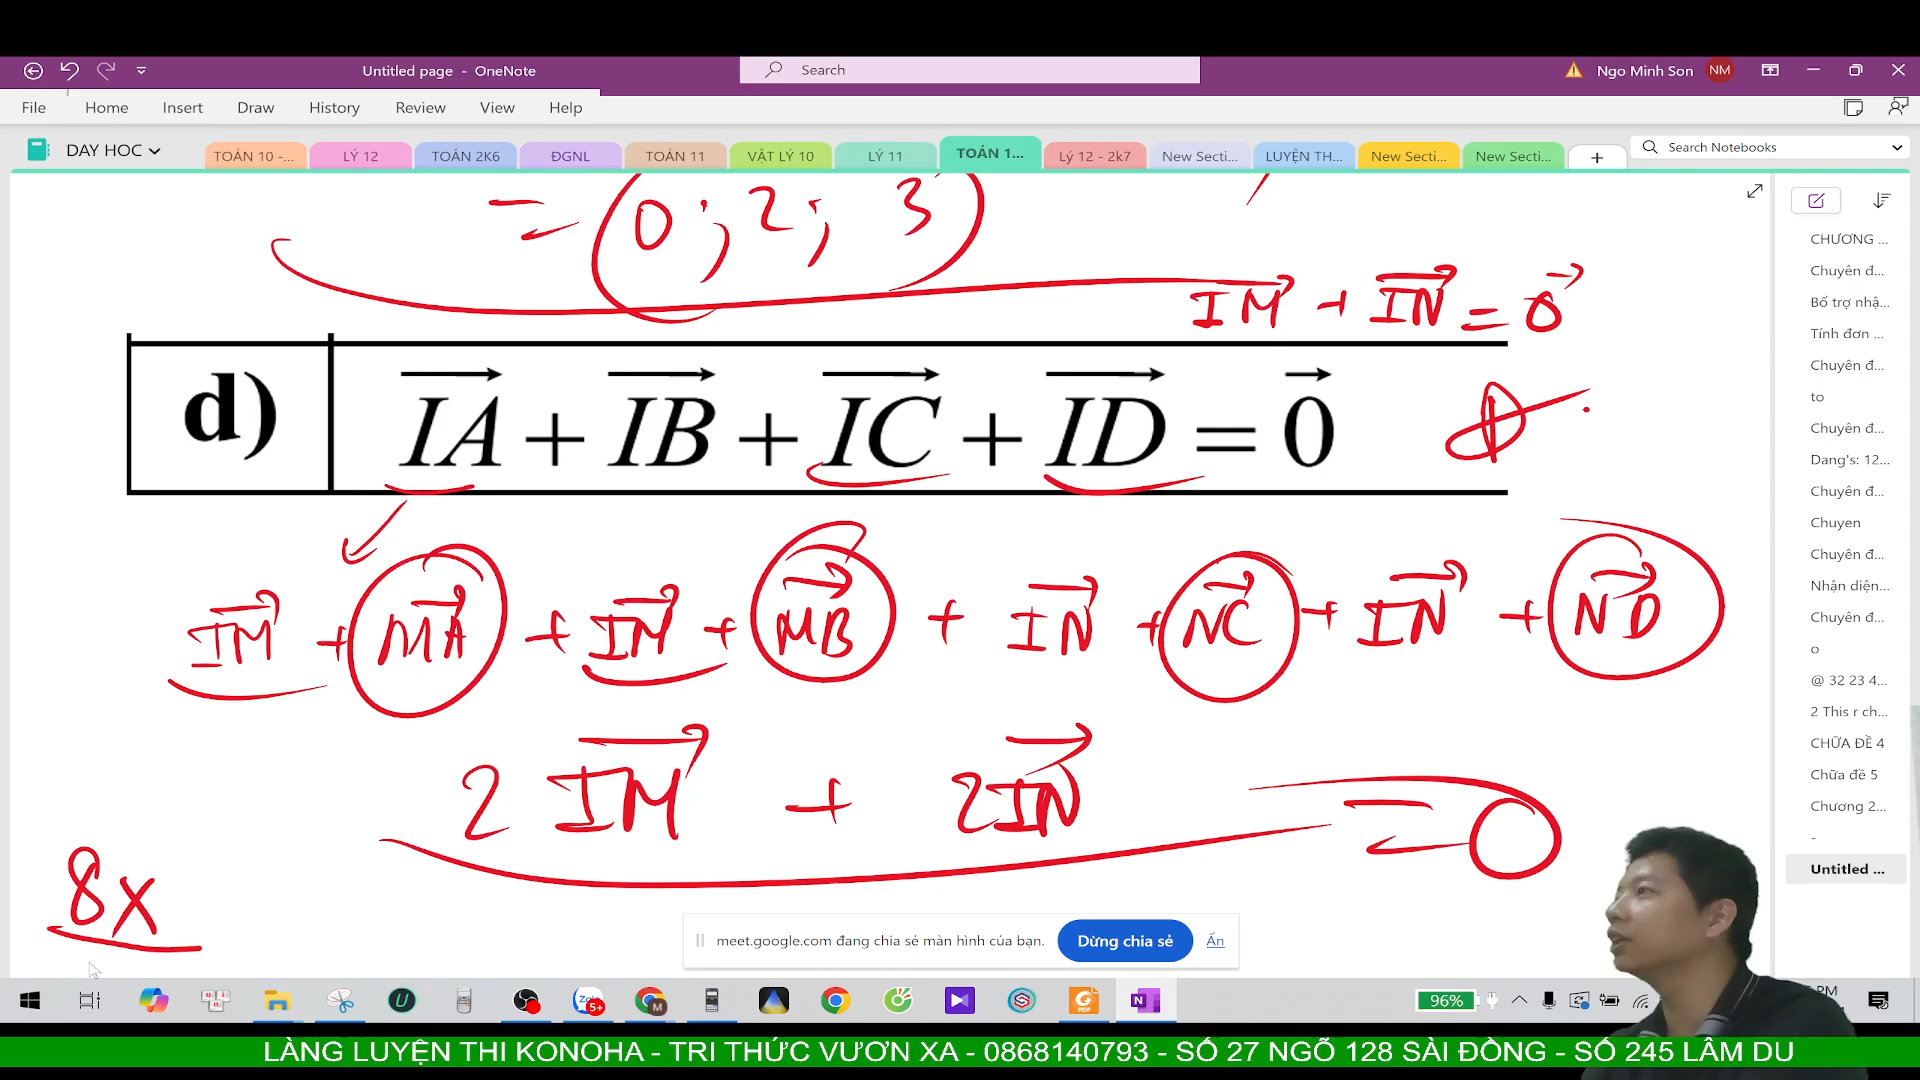 Untitled page - OneNote
Search
Ngo Minh Son NM
File Home Insert Draw History Review View Help
DAY HOC
TOÁN 10 -... LÝ 12 TOÁN 2K6 ĐGNL TOÁN 11 VẬT LÝ 10 LÝ 11 TOÁN 1... Lý 12 - 2k7 New Secti... LUYỆN TH... New Secti... New Secti... +
Search Notebooks
= (0; 2; 3)
IM + IN = 0
d) IA + IB + IC + ID = 0
Đ
IM + MA + IM + MB + IN + NC + IN + ND
2 IM + 2IN = 0
8x
CHƯƠNG ...
Chuyên đ...
Bổ trợ nhậ...
Tính đơn ...
Chuyên đ...
to
Chuyên đ...
Dang's: 12...
Chuyên đ...
Chuyen
Chuyên đ...
Nhận diện...
Chuyên đ...
o
@ 32 23 4...
2 This r ch...
CHỮA ĐỀ 4
Chữa đề 5
Chương 2...
-
Untitled ...
meet.google.com đang chia sẻ màn hình của bạn. Dừng chia sẻ Ẩn
96%
LÀNG LUYỆN THI KONOHA - TRI THỨC VƯƠN XA - 0868140793 - SỐ 27 NGÕ 128 SÀI ĐỒNG - SỐ 245 LÂM DU